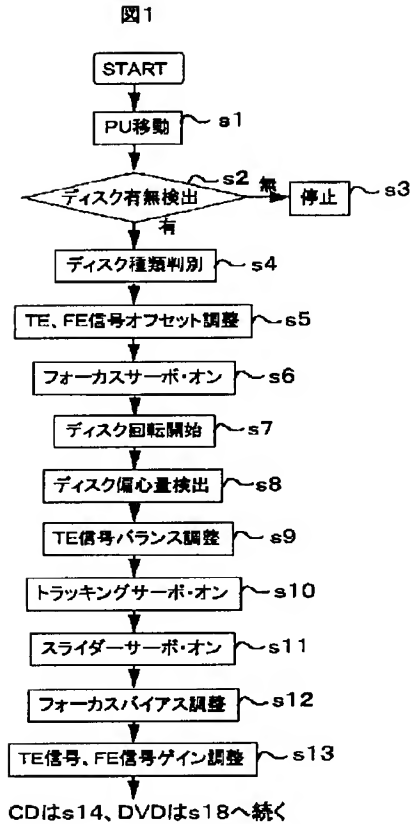 図1
START
PU移動
s1
ディスク有無検出
s2
無
停止
s3
有
ディスク種類判別
s4
TE、FE信号オフセット調整
s5
フォーカスサーボ・オン
s6
ディスク回転開始
s7
ディスク偏心量検出
s8
TE信号バランス調整
s9
トラッキングサーボ・オン
s10
スライダーサーボ・オン
s11
フォーカスバイアス調整
s12
TE信号、FE信号ゲイン調整
s13
CDはs14、DVDはs18へ続く